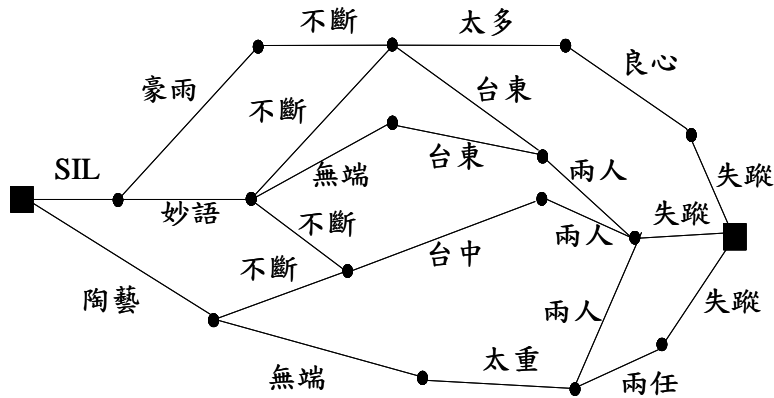 不斷
太多
良心
豪雨
不斷
台東
SIL
無端
台東
兩人
失蹤
妙語
不斷
兩人
失蹤
不斷
台中
陶藝
兩人
失蹤
無端
太重
兩任